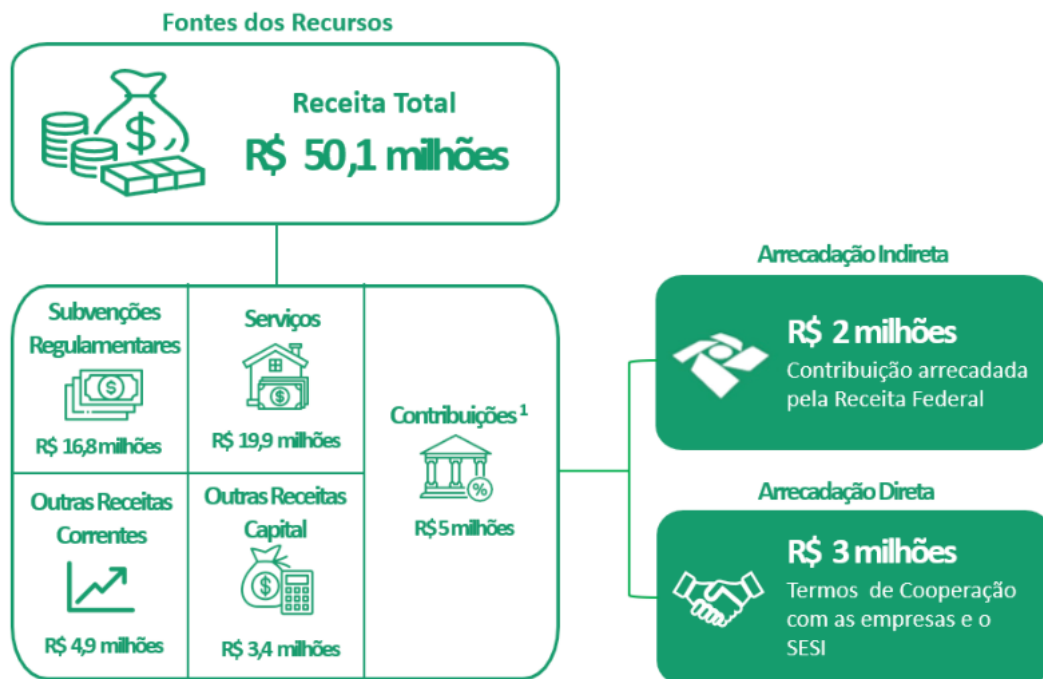 Fontes dos Recursos
Receita Total
R$ 50,1 milhões
Subvenções
Regulamentares
R$ 16,8 milhões
Serviços
R$ 19,9 milhões
Contribuições ¹
R$ 5 milhões
Outras Receitas
Correntes
R$ 4,9 milhões
Outras Receitas
Capital
R$ 3,4 milhões
Arrecadação Indireta
R$ 2 milhões
Contribuição arrecadada
pela Receita Federal
Arrecadação Direta
R$ 3 milhões
Termos de Cooperação
com as empresas e o
SESI